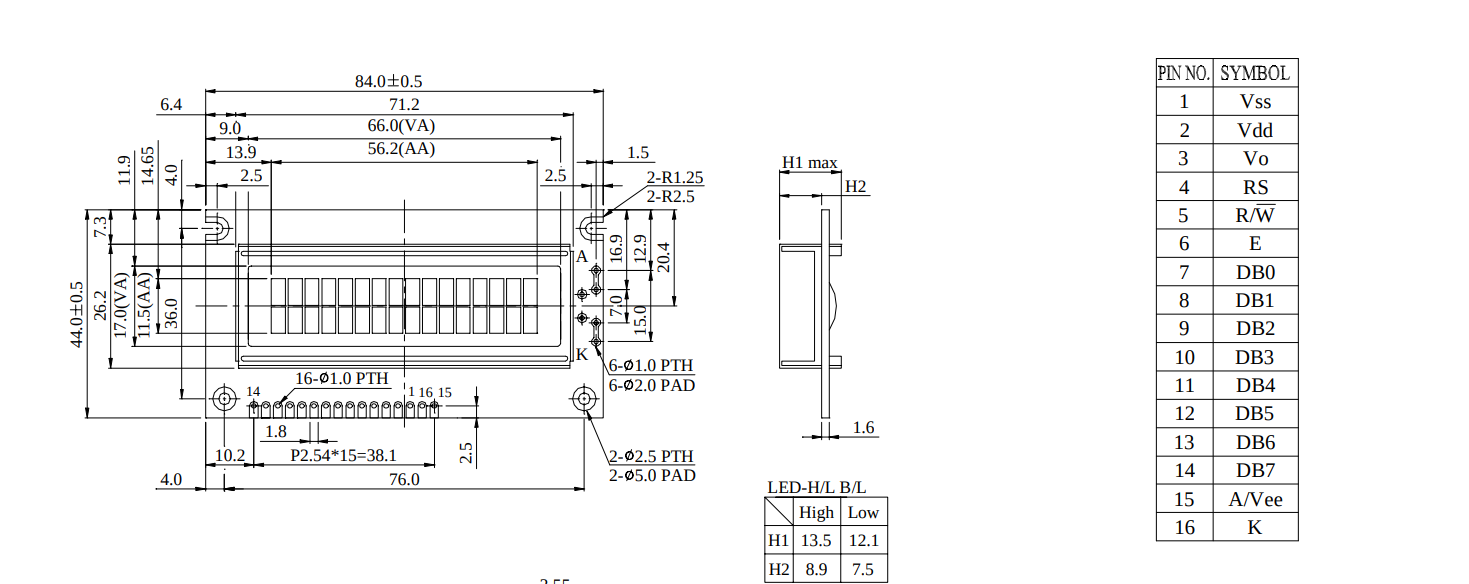 84.0±0.5
6.4
71.2
9.0
66.0(VA)
13.9
56.2(AA)
1.5
2.5
2.5
2-R1.25
2-R2.5
11.9
14.65
4.0
7.3
44.0±0.5
26.2
17.0(VA)
11.5(AA)
36.0
16.9
12.9
20.4
7.0
15.0
A
K
6-Ø1.0 PTH
6-Ø2.0 PAD
16-Ø1.0 PTH
14
1 16 15
1.8
10.2
P2.54*15=38.1
2.5
4.0
76.0
2-Ø2.5 PTH
2-Ø5.0 PAD
H1 max
H2
1.6
LED-H/L B/L
High Low
H1 13.5 12.1
H2 8.9 7.5
PIN NO. SYMBOL
1 Vss
2 Vdd
3 Vo
4 RS
5 R/W̅
6 E
7 DB0
8 DB1
9 DB2
10 DB3
11 DB4
12 DB5
13 DB6
14 DB7
15 A/Vee
16 K